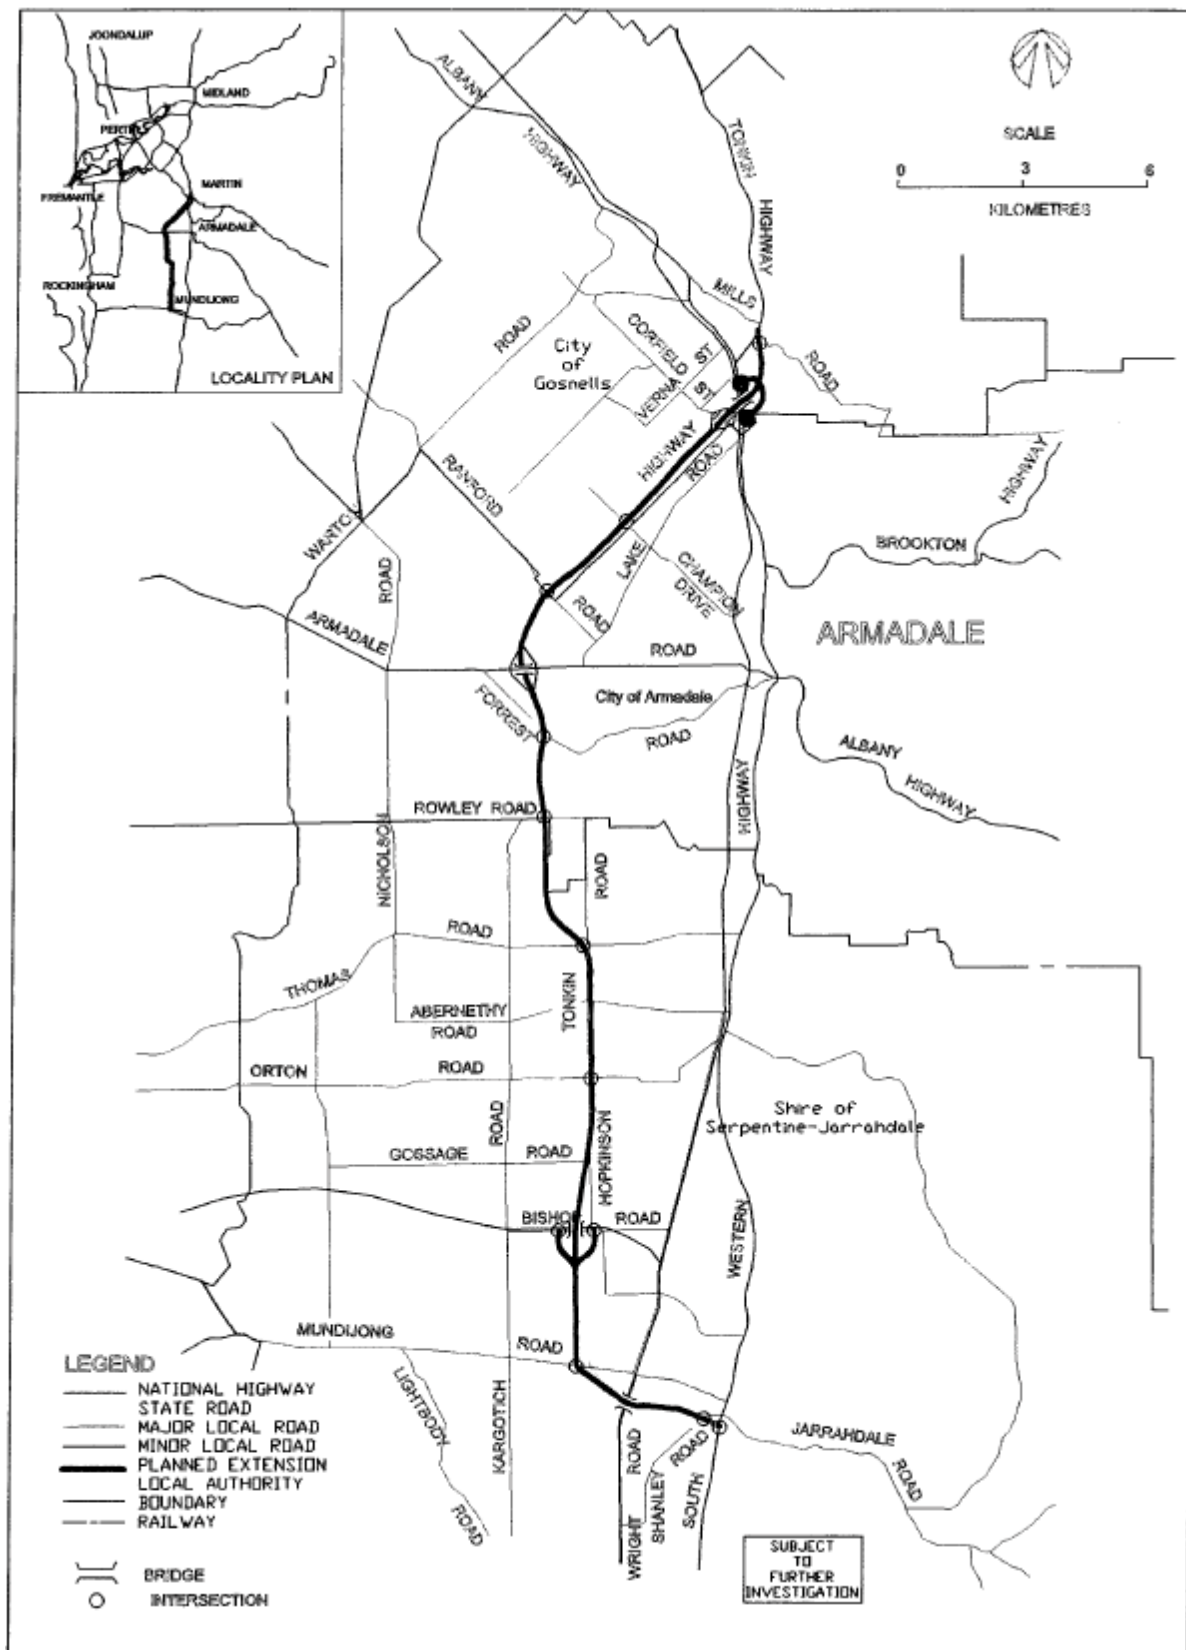 JOONDALUP
MIDLAND
PERTH
MARTIN
FREMANTLE
ARMADALE
ROCKINGHAM
MUNDIJONG
LOCALITY PLAN
ALBANY
HIGHWAY
TONKIN
HIGHWAY
SCALE
0 3 6
KILOMETRES
MILLS
ROAD
ROAD
City
of
Gosnells
CORFIELD
ST
VERNA
ST
HIGHWAY
ROAD
RANFORD
ROAD
WARTON
ROAD
LAKE
CHAMPION
DRIVE
HIGHWAY
BROOKTON
ARMADALE
ARMADALE
ROAD
City of Armadale
FORREST
ROAD
ALBANY
HIGHWAY
HIGHWAY
ROWLEY ROAD
NICHOLSON
ROAD
ROAD
THOMAS
TONKIN
ABERNETHY
ROAD
ORTON
ROAD
Shire of
Serpentine-Jarrahdale
ROAD
GOSSAGE
ROAD
HOPKINSON
BISHOP
ROAD
WESTERN
MUNDIJONG
ROAD
LIGHTBODY
ROAD
KARGOTICH
ROAD
WRIGHT
ROAD
SHANLEY
SOUTH
JARRAHDALE
ROAD
LEGEND
NATIONAL HIGHWAY
STATE ROAD
MAJOR LOCAL ROAD
MINOR LOCAL ROAD
PLANNED EXTENSION
LOCAL AUTHORITY
BOUNDARY
RAILWAY
BRIDGE
INTERSECTION
SUBJECT
TO
FURTHER
INVESTIGATION